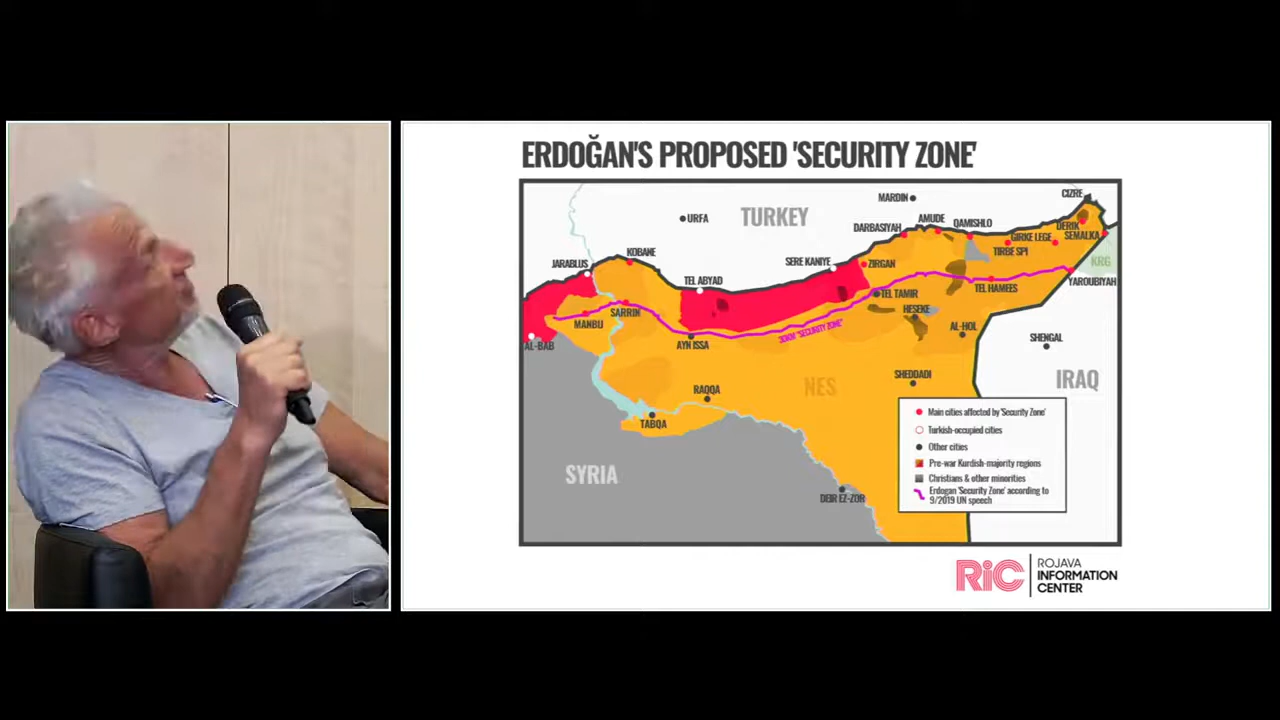 ERDOĞAN'S PROPOSED 'SECURITY ZONE'
CIZRE
MARDIN
URFA
TURKEY
DARBASIYAH
AMUDE
QAMISHLO
DERIK
GIRKE LEGE
SEMALKA
TIRBE SPI
KOBANE
JARABLUS
SERE KANIYE
ZIRGAN
KRG
TEL ABYAD
YAROUBIYAH
TEL TAMIR
TEL HAMEES
SARRIN
HESEKE
MANBIJ
30KM 'SECURITY ZONE'
AL-HOL
AL-BAB
AYN ISSA
SHENGAL
SHEDDADI
IRAQ
RAQQA
NES
TABQA
SYRIA
DEIR EZ-ZOR
Main cities affected by 'Security Zone'
Turkish-occupied cities
Other cities
Pre-war Kurdish-majority regions
Christians & other minorities
Erdogan 'Security Zone' according to
9/2019 UN speech
RiC
ROJAVA
INFORMATION
CENTER